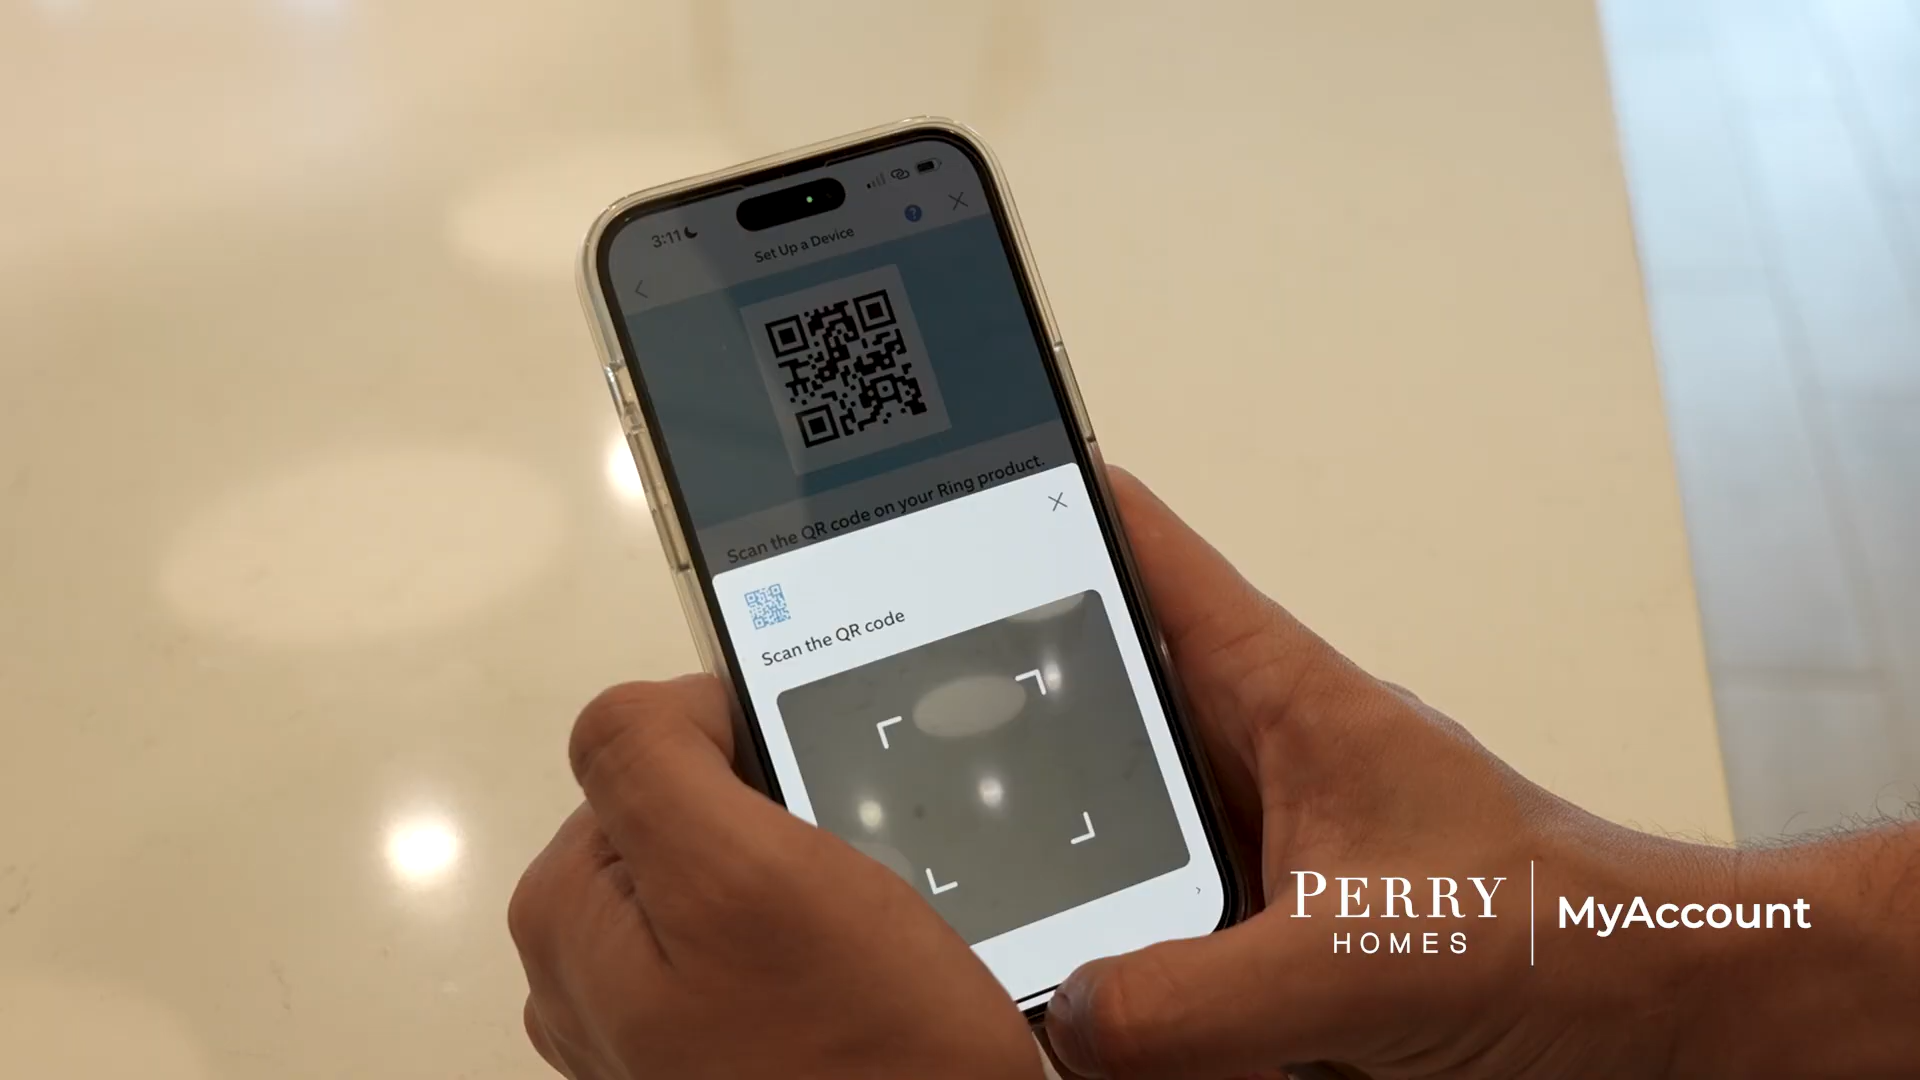 3:11
Set Up a Device
?
Scan the QR code on your Ring product.
Scan the QR code
PERRY
HOMES
MyAccount